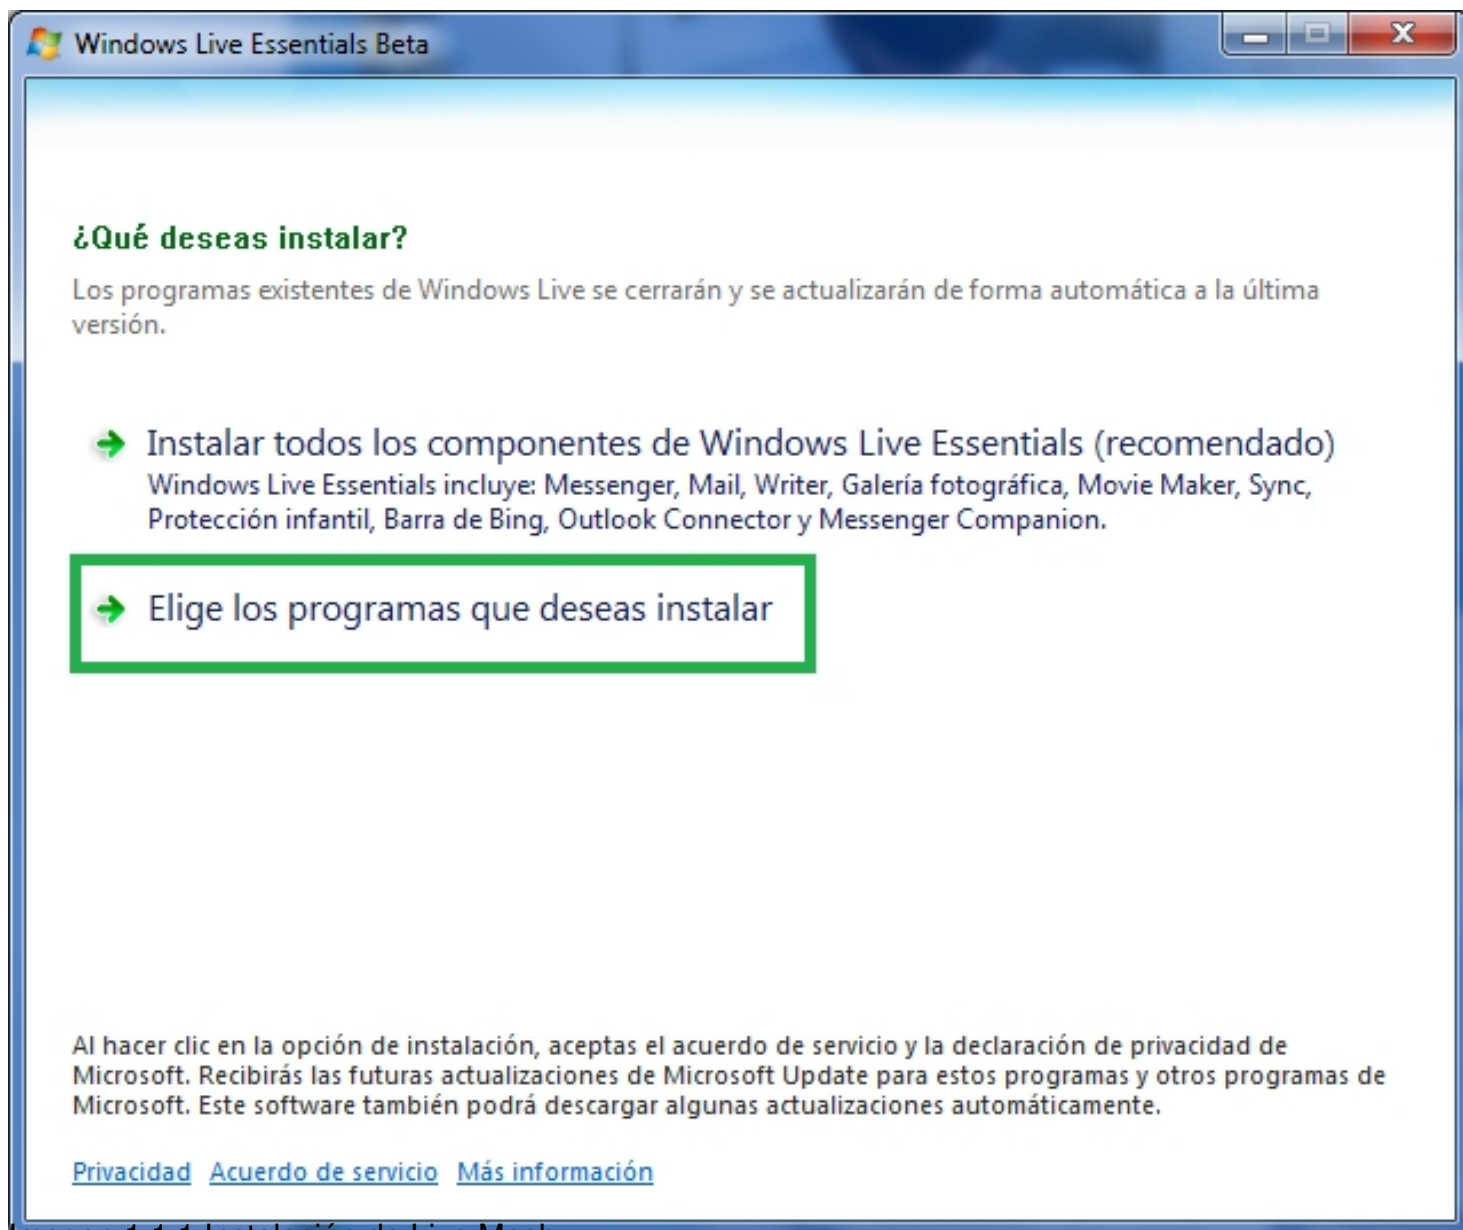 Windows Live Essentials Beta
¿Qué deseas instalar?
Los programas existentes de Windows Live se cerrarán y se actualizarán de forma automática a la última
versión.
Instalar todos los componentes de Windows Live Essentials (recomendado)
Windows Live Essentials incluye: Messenger, Mail, Writer, Galería fotográfica, Movie Maker, Sync,
Protección infantil, Barra de Bing, Outlook Connector y Messenger Companion.
Elige los programas que deseas instalar
Al hacer clic en la opción de instalación, aceptas el acuerdo de servicio y la declaración de privacidad de
Microsoft. Recibirás las futuras actualizaciones de Microsoft Update para estos programas y otros programas de
Microsoft. Este software también podrá descargar algunas actualizaciones automáticamente.
Privacidad Acuerdo de servicio Más información